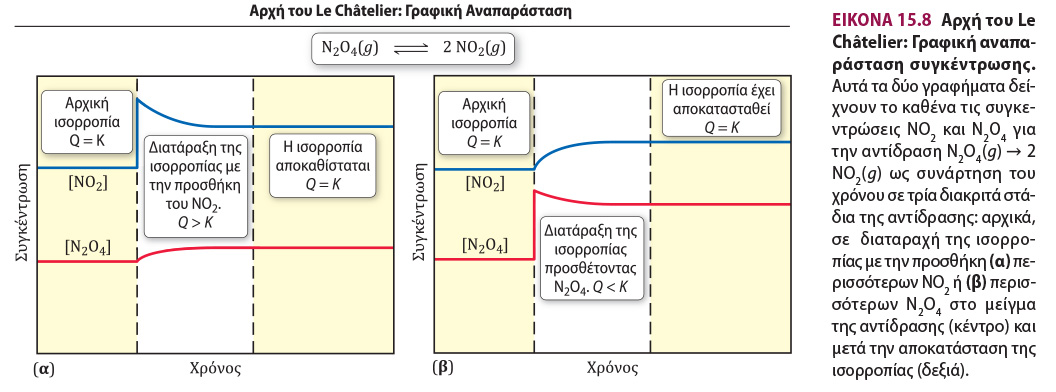 Αρχή του Le Châtelier: Γραφική Αναπαράσταση
N₂O₄(g) ⇌ 2 NO₂(g)
Συγκέντρωση
Αρχική
ισορροπία
Q = K
Διατάραξη της
ισορροπίας με
την προσθήκη
του NO₂.
Q > K
Η ισορροπία
αποκαθίσταται
Q = K
[NO₂]
[N₂O₄]
(α)
Χρόνος
Συγκέντρωση
Αρχική
ισορροπία
Q = K
Η ισορροπία έχει
αποκατασταθεί
Q = K
[NO₂]
[N₂O₄]
Διατάραξη της
ισορροπίας
προσθέτοντας
N₂O₄. Q < K
(β)
Χρόνος
ΕΙΚΟΝΑ 15.8 Αρχή του Le
Châtelier: Γραφική αναπα-
ράσταση συγκέντρωσης.
Αυτά τα δύο γραφήματα δεί-
χνουν το καθένα τις συγκε-
ντρώσεις NO₂ και N₂O₄ για
την αντίδραση N₂O₄(g) → 2
NO₂(g) ως συνάρτηση του
χρόνου σε τρία διακριτά στά-
δια της αντίδρασης: αρχικά,
σε διαταραχή της ισορρο-
πίας με την προσθήκη (α) πε-
ρισσότερων NO₂ ή (β) περισ-
σότερων N₂O₄ στο μείγμα
της αντίδρασης (κέντρο) και
μετά την αποκατάσταση της
ισορροπίας (δεξιά).